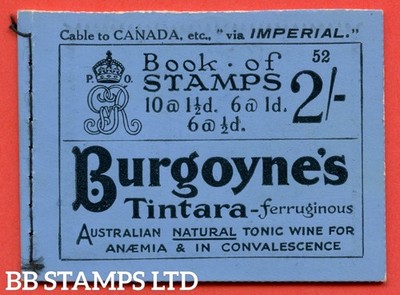 Cable to CANADA, etc., "via IMPERIAL."
P. O.
GR
Book · of
STAMPS
52
10 @ 1½d. 6 @ 1d.
6 @ ½d.
2/-
Burgoyne's
Tintara -ferruginous
AUSTRALIAN NATURAL TONIC WINE FOR
ANÆMIA & IN CONVALESCENCE
BB STAMPS LTD